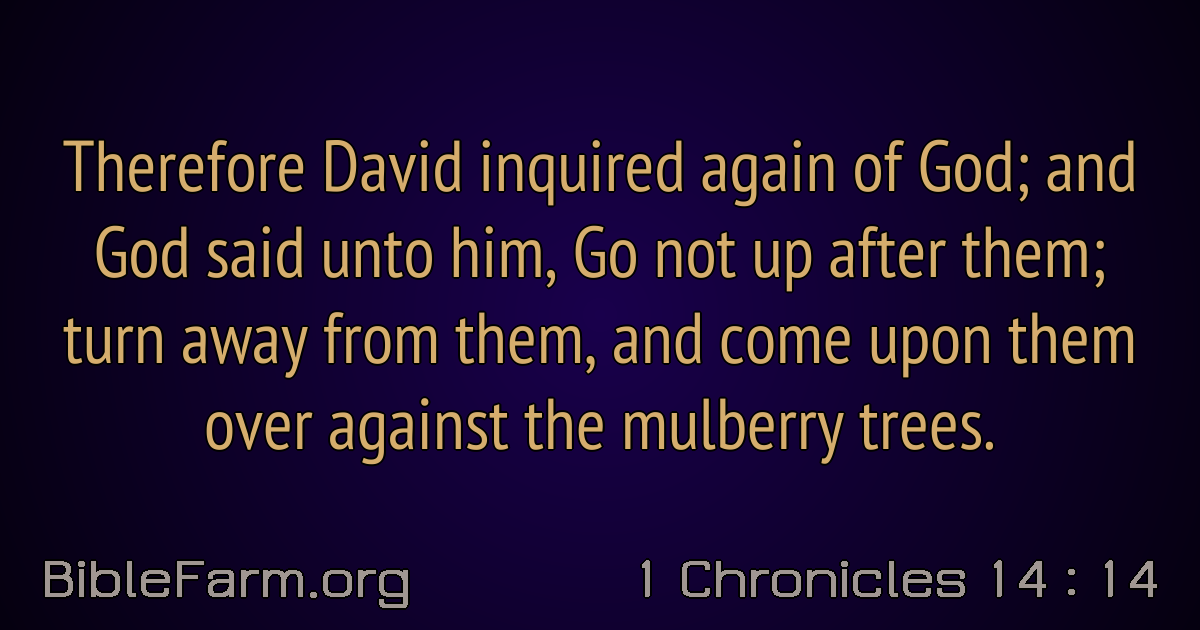 Therefore David inquired again of God; and
God said unto him, Go not up after them;
turn away from them, and come upon them
over against the mulberry trees.
BibleFarm.org
1 Chronicles 14 : 14